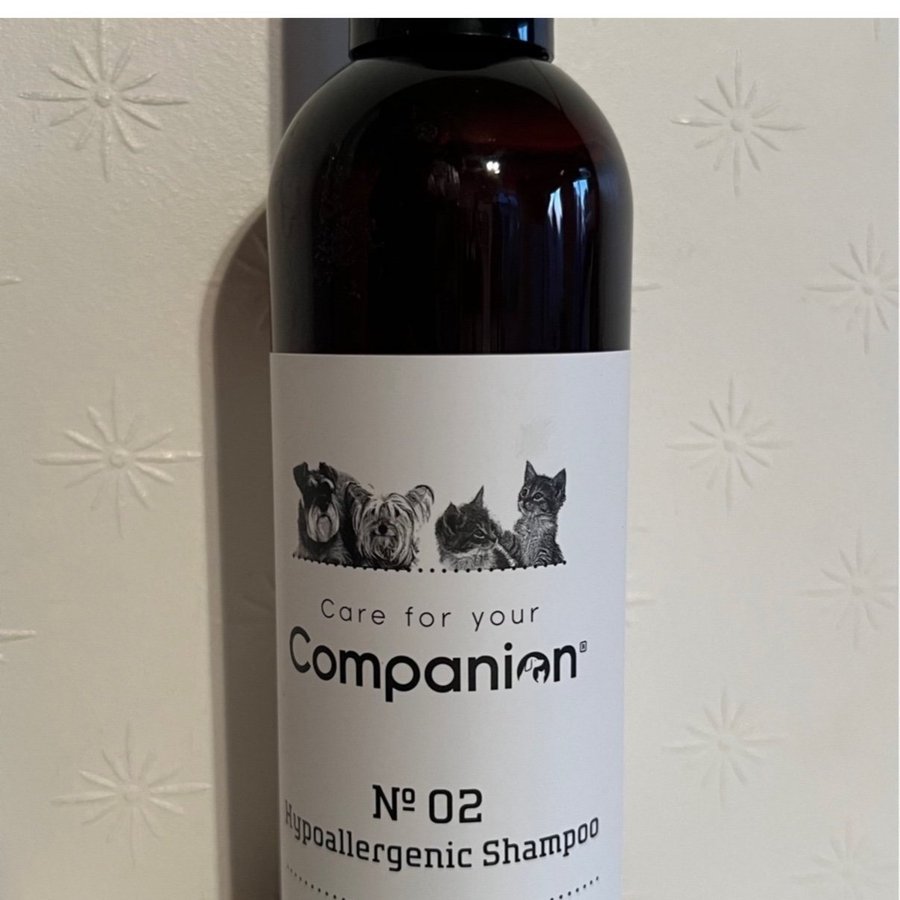 Care for your
Companion®
Nº 02
Hypoallergenic Shampoo